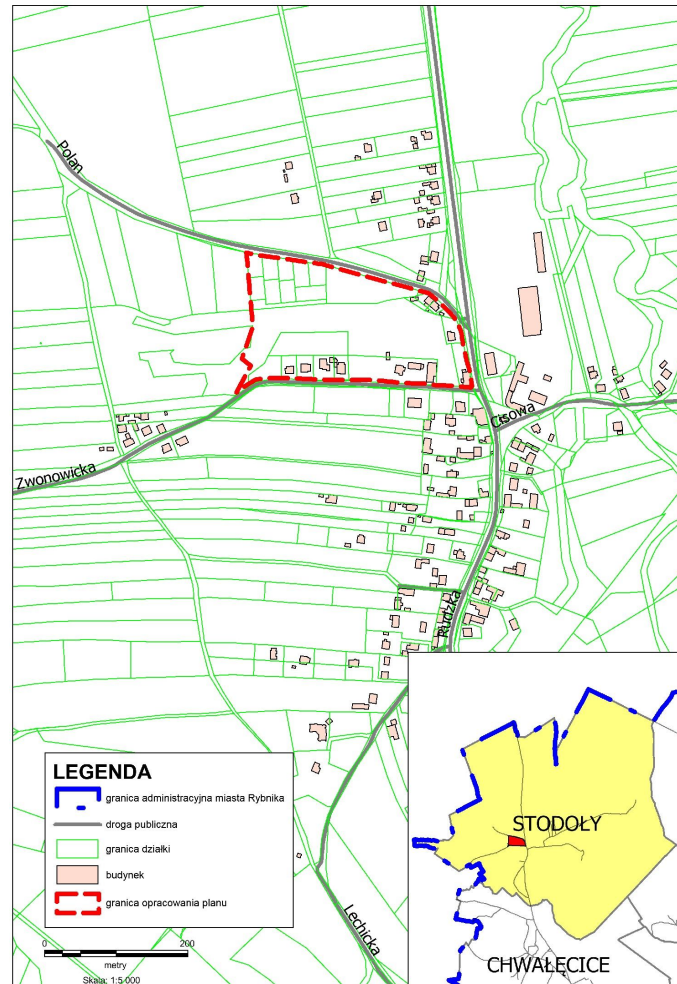 Polan
Cisowa
Zwonowicka
Rudzka
LEGENDA
granica administracyjna miasta Rybnika
droga publiczna
granica działki
budynek
granica opracowania planu
0 200
metry
Skala: 1:5 000
Lechicka
STODOŁY
CHWAŁĘCICE